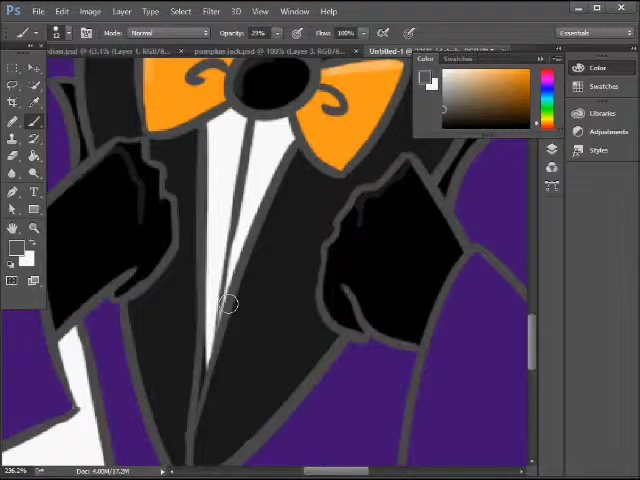 Ps File Edit Image Layer Type Select Filter 3D View Window Help
12 Mode: Normal Opacity: 29% Flow: 100% Essentials
dian.psd @ 63.1% (Layer 1, RGB/8... × pumpkin jack.psd @ 100% (Layer 3, RGB/8... × Untitled-1 @
Color Swatches
Color
Swatches
Libraries
Adjustments
Styles
236.2% Doc: 4.00M/17.2M